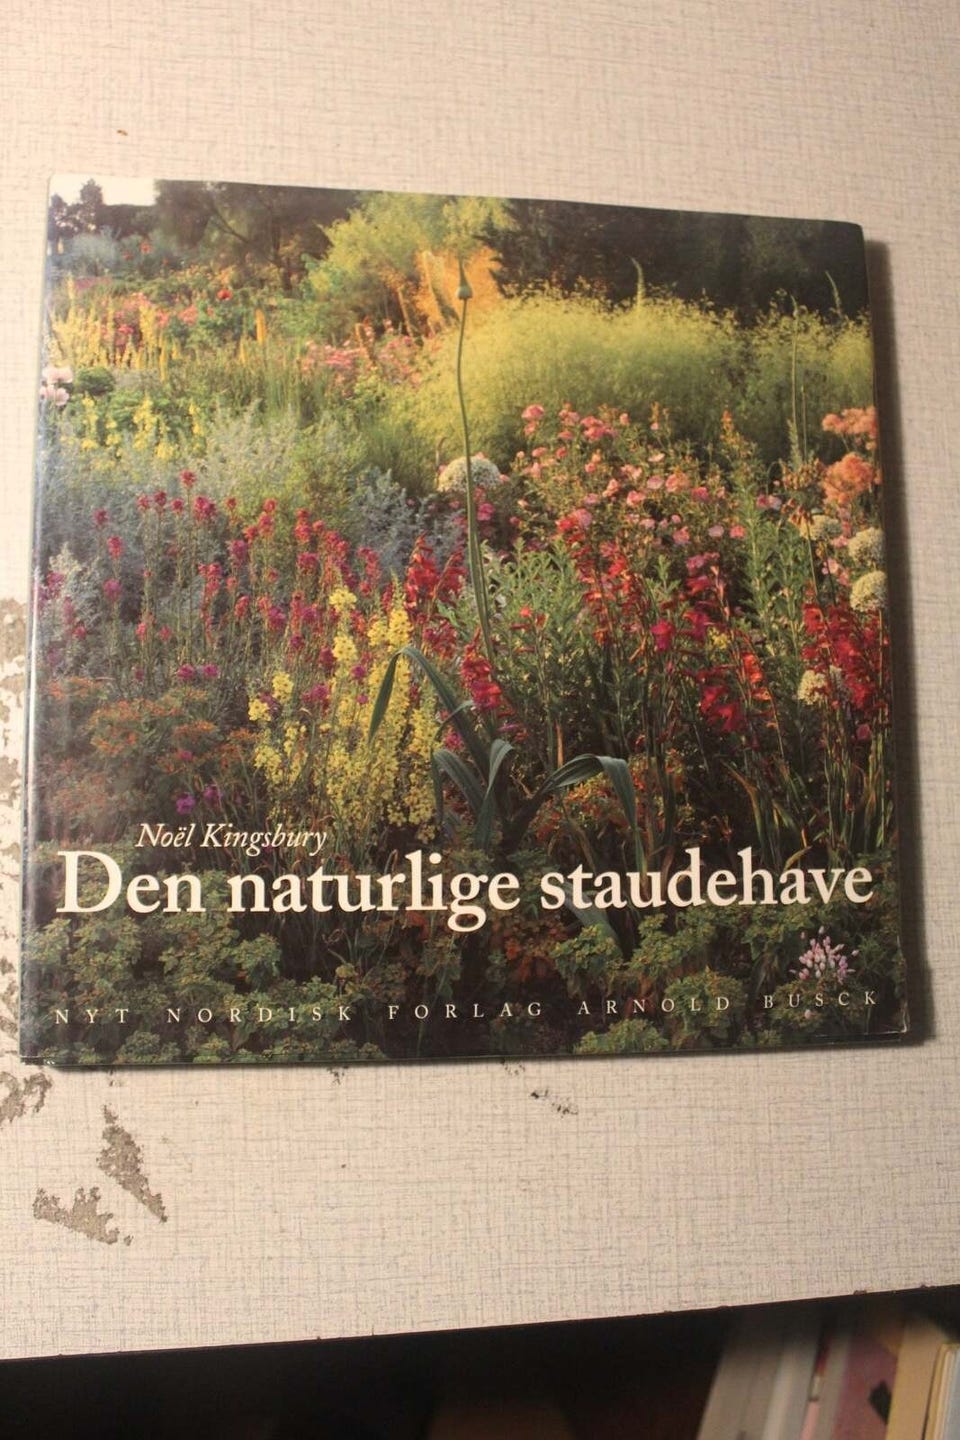 Noël Kingsbury
Den naturlige staudehave
NYT NORDISK FORLAG ARNOLD BUSCK